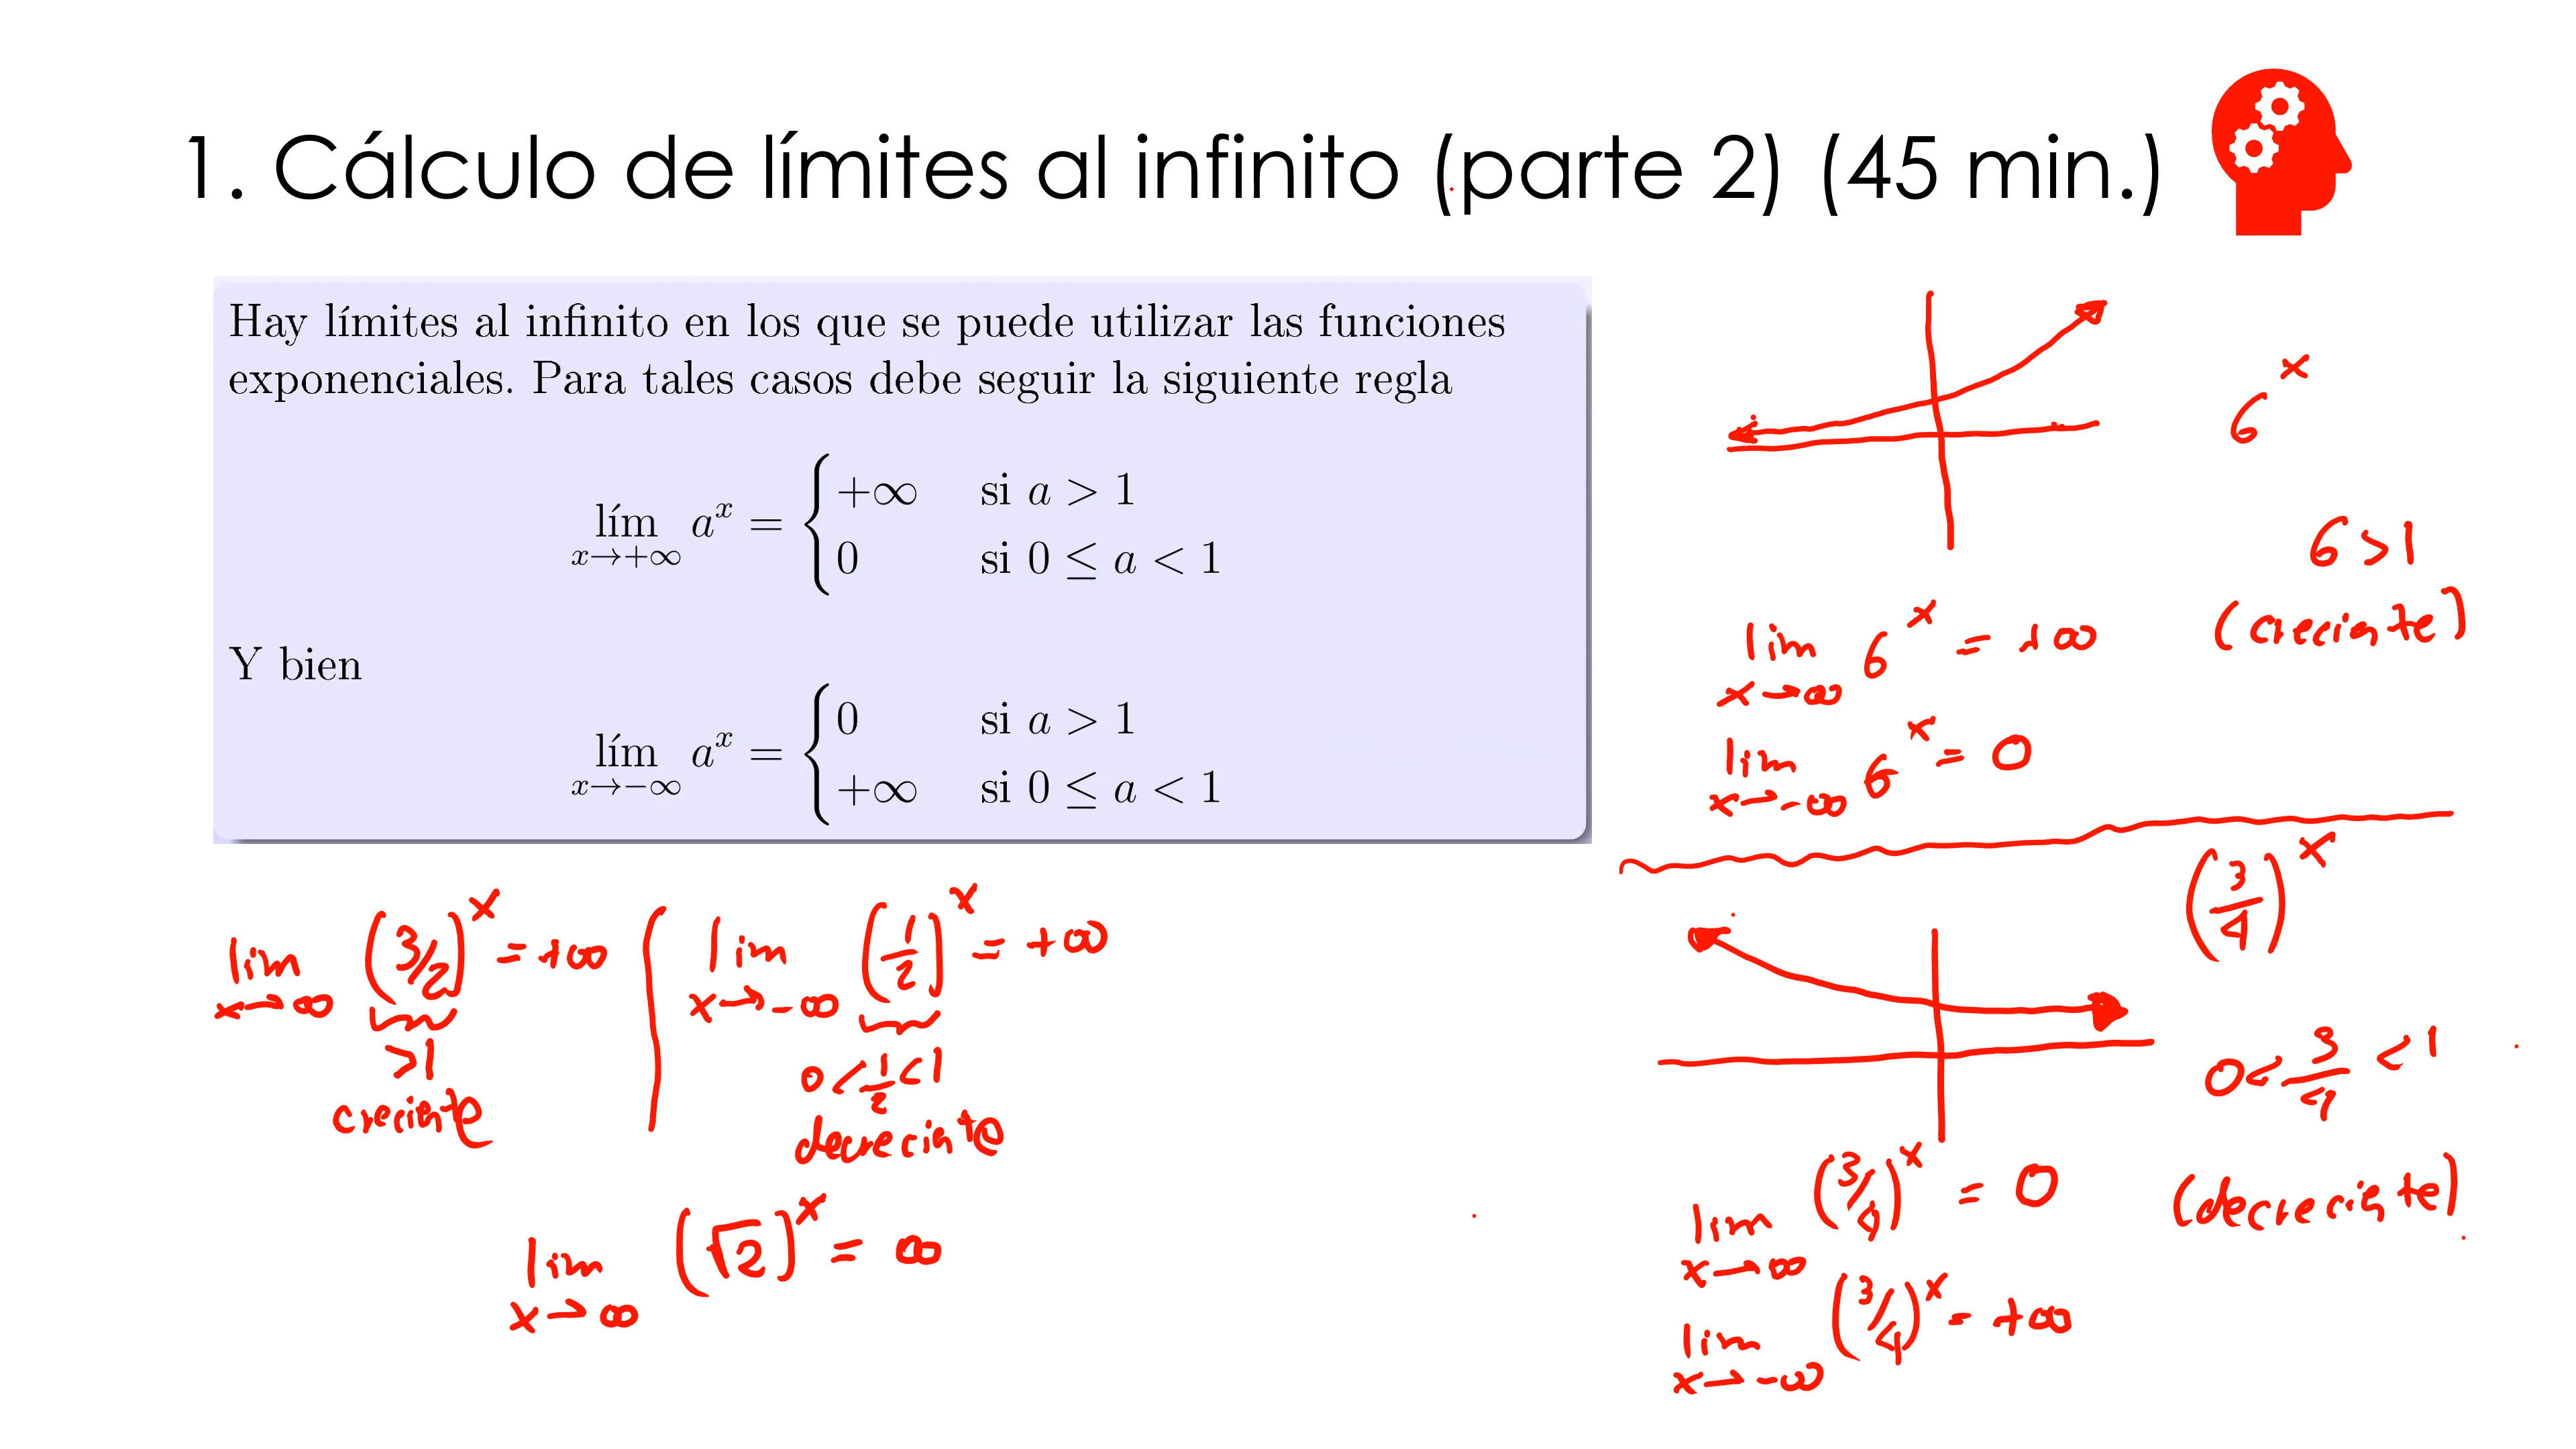 1. Cálculo de límites al infinito (parte 2) (45 min.)
Hay límites al infinito en los que se puede utilizar las funciones
exponenciales. Para tales casos debe seguir la siguiente regla
lím x→+∞ a^x = { +∞ si a > 1
0 si 0 ≤ a < 1
Y bien
lím x→−∞ a^x = { 0 si a > 1
+∞ si 0 ≤ a < 1
6^x
6 > 1
(creciente)
lim x→∞ 6^x = +∞
lim x→-∞ 6^x = 0
(3/4)^x
0 < 3/4 < 1
(decreciente)
lim x→∞ (3/4)^x = 0
lim x→-∞ (3/4)^x = +∞
lim x→∞ (3/2)^x = +∞
>1
creciente
lim x→-∞ (1/2)^x = +∞
0 < 1/2 < 1
decreciente
lim x→∞ (√2)^x = ∞